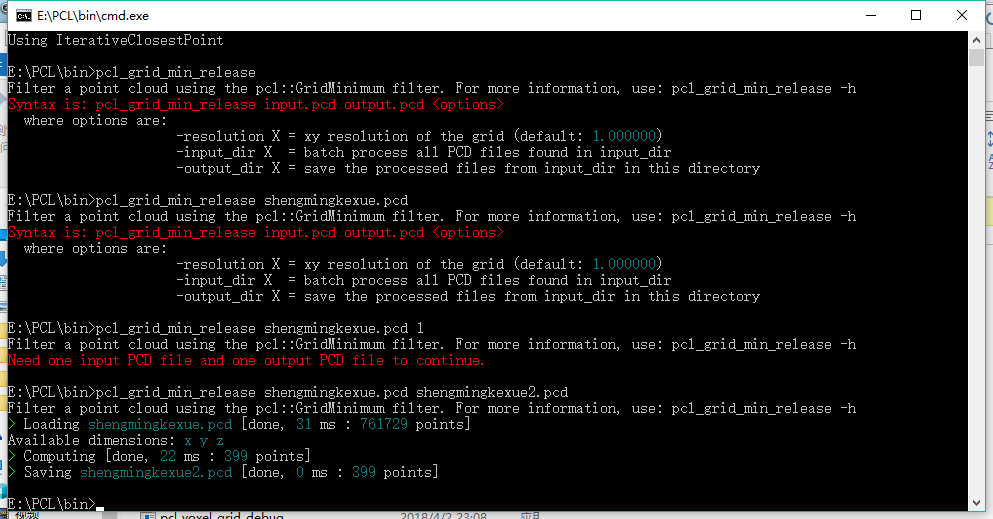 E:\PCL\bin\cmd.exe
Using IterativeClosestPoint
E:\PCL\bin>pcl_grid_min_release
Filter a point cloud using the pcl::GridMinimum filter. For more information, use: pcl_grid_min_release -h
Syntax is: pcl_grid_min_release input.pcd output.pcd <options>
where options are:
-resolution X = xy resolution of the grid (default: 1.000000)
-input_dir X = batch process all PCD files found in input_dir
-output_dir X = save the processed files from input_dir in this directory
E:\PCL\bin>pcl_grid_min_release shengmingkexue.pcd
Filter a point cloud using the pcl::GridMinimum filter. For more information, use: pcl_grid_min_release -h
Syntax is: pcl_grid_min_release input.pcd output.pcd <options>
where options are:
-resolution X = xy resolution of the grid (default: 1.000000)
-input_dir X = batch process all PCD files found in input_dir
-output_dir X = save the processed files from input_dir in this directory
E:\PCL\bin>pcl_grid_min_release shengmingkexue.pcd 1
Filter a point cloud using the pcl::GridMinimum filter. For more information, use: pcl_grid_min_release -h
Need one input PCD file and one output PCD file to continue.
E:\PCL\bin>pcl_grid_min_release shengmingkexue.pcd shengmingkexue2.pcd
Filter a point cloud using the pcl::GridMinimum filter. For more information, use: pcl_grid_min_release -h
> Loading shengmingkexue.pcd [done, 31 ms : 761729 points]
Available dimensions: x y z
> Computing [done, 22 ms : 399 points]
> Saving shengmingkexue2.pcd [done, 0 ms : 399 points]
E:\PCL\bin>
视频 pcl_voxel_grid_debug 2018/4/2 23:08